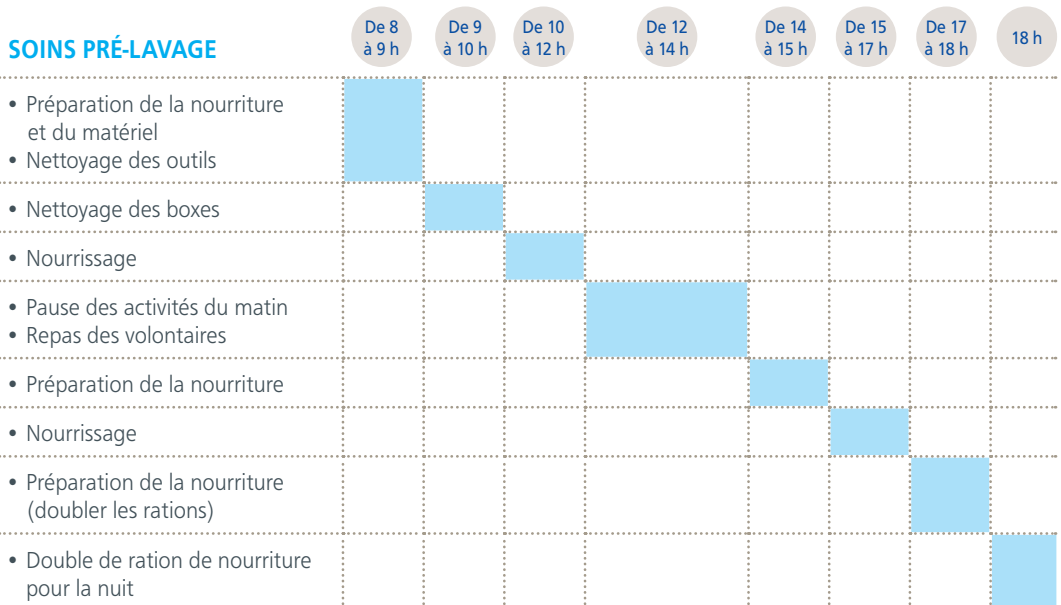 SOINS PRÉ-LAVAGE
De 8
à 9 h
De 9
à 10 h
De 10
à 12 h
De 12
à 14 h
De 14
à 15 h
De 15
à 17 h
De 17
à 18 h
18 h
• Préparation de la nourriture
et du matériel
• Nettoyage des outils
• Nettoyage des boxes
• Nourrissage
• Pause des activités du matin
• Repas des volontaires
• Préparation de la nourriture
• Nourrissage
• Préparation de la nourriture
(doubler les rations)
• Double de ration de nourriture
pour la nuit